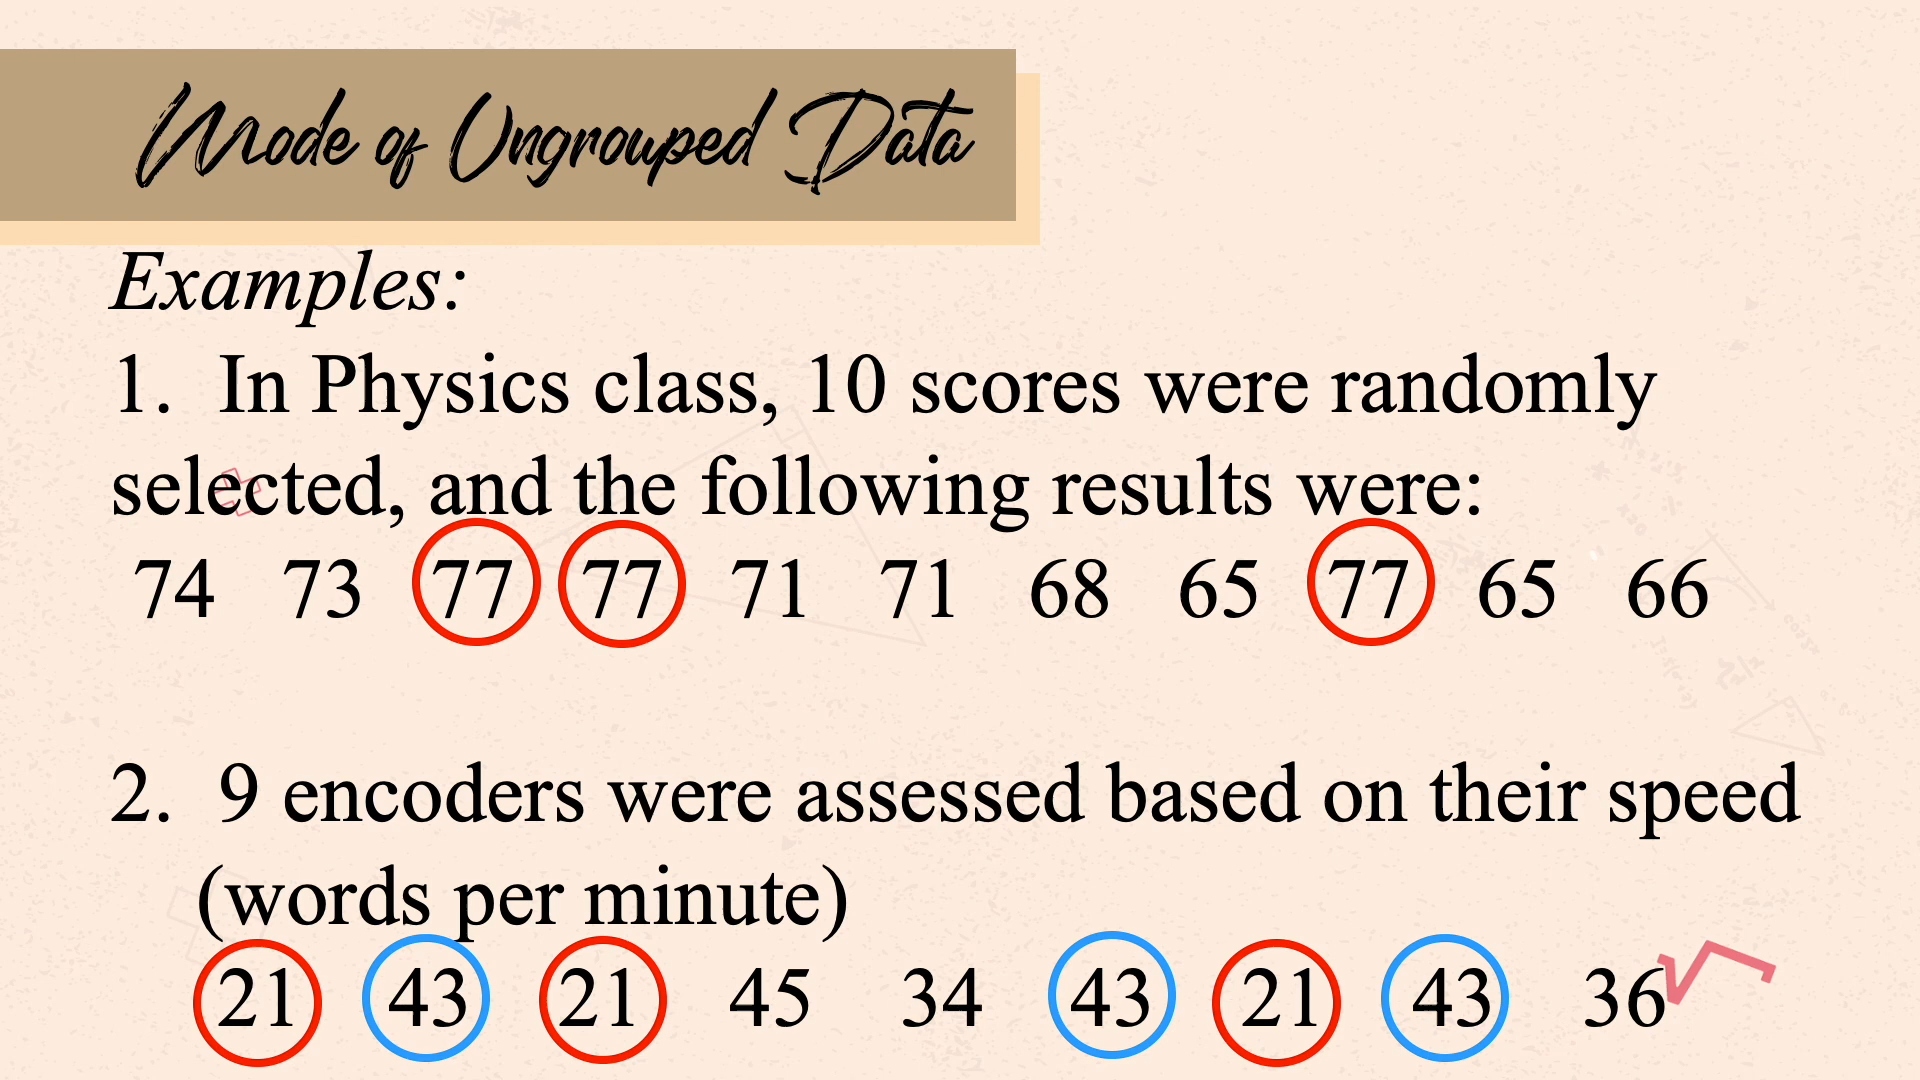 Mode of Ungrouped Data
Examples:
1. In Physics class, 10 scores were randomly
selected, and the following results were:
74 73 77 77 71 71 68 65 77 65 66
2. 9 encoders were assessed based on their speed
(words per minute)
21 43 21 45 34 43 21 43 36